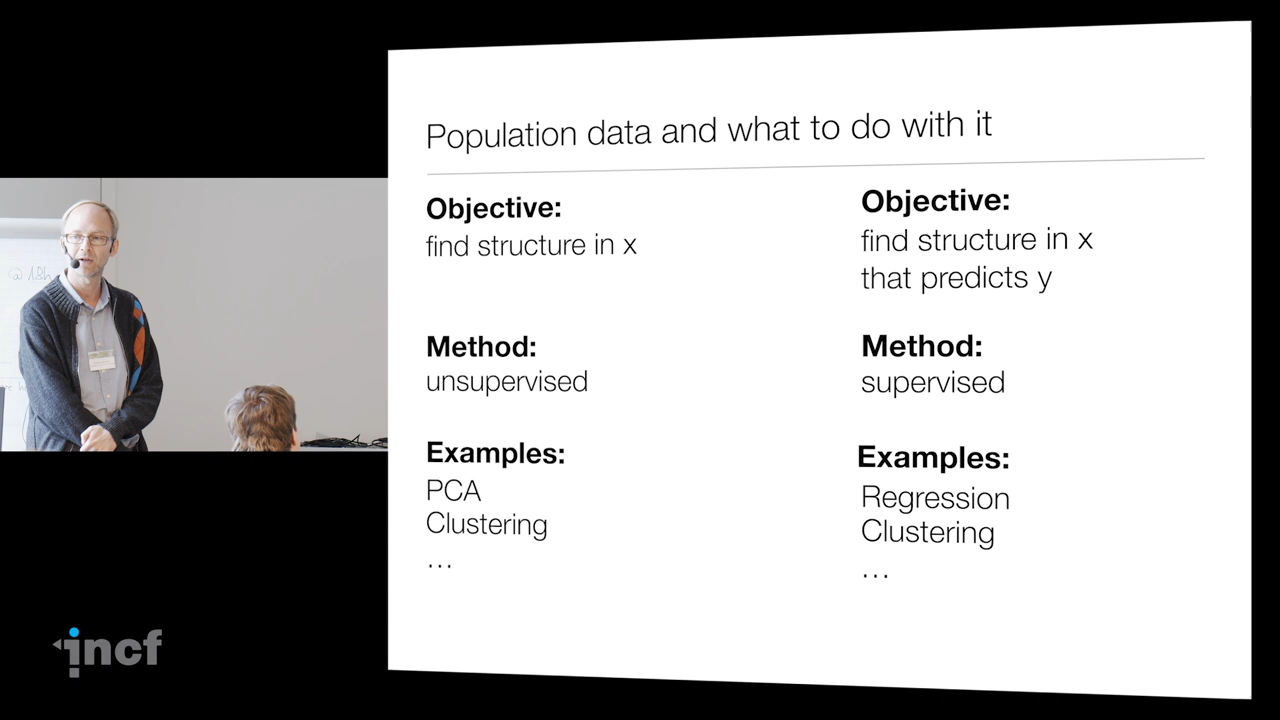 Population data and what to do with it
Objective:
find structure in x
Method:
unsupervised
Examples:
PCA
Clustering
...
Objective:
find structure in x
that predicts y
Method:
supervised
Examples:
Regression
Clustering
...
@ 18h
incf